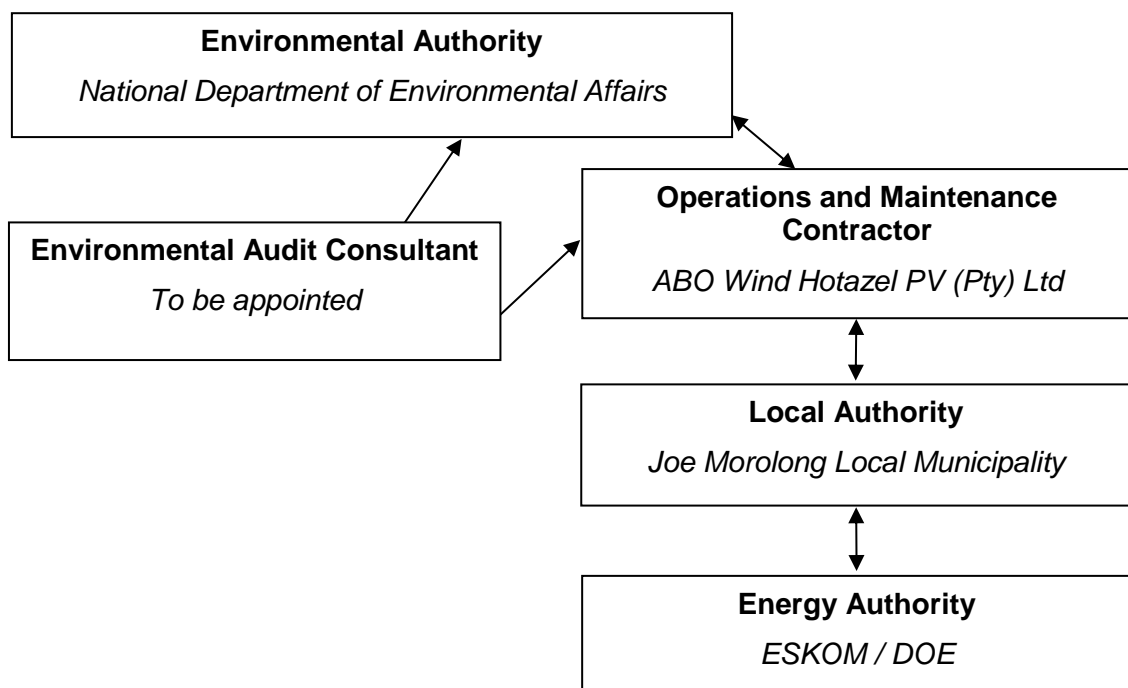 Environmental Authority
National Department of Environmental Affairs
Environmental Audit Consultant
To be appointed
Operations and Maintenance
Contractor
ABO Wind Hotazel PV (Pty) Ltd
Local Authority
Joe Morolong Local Municipality
Energy Authority
ESKOM / DOE